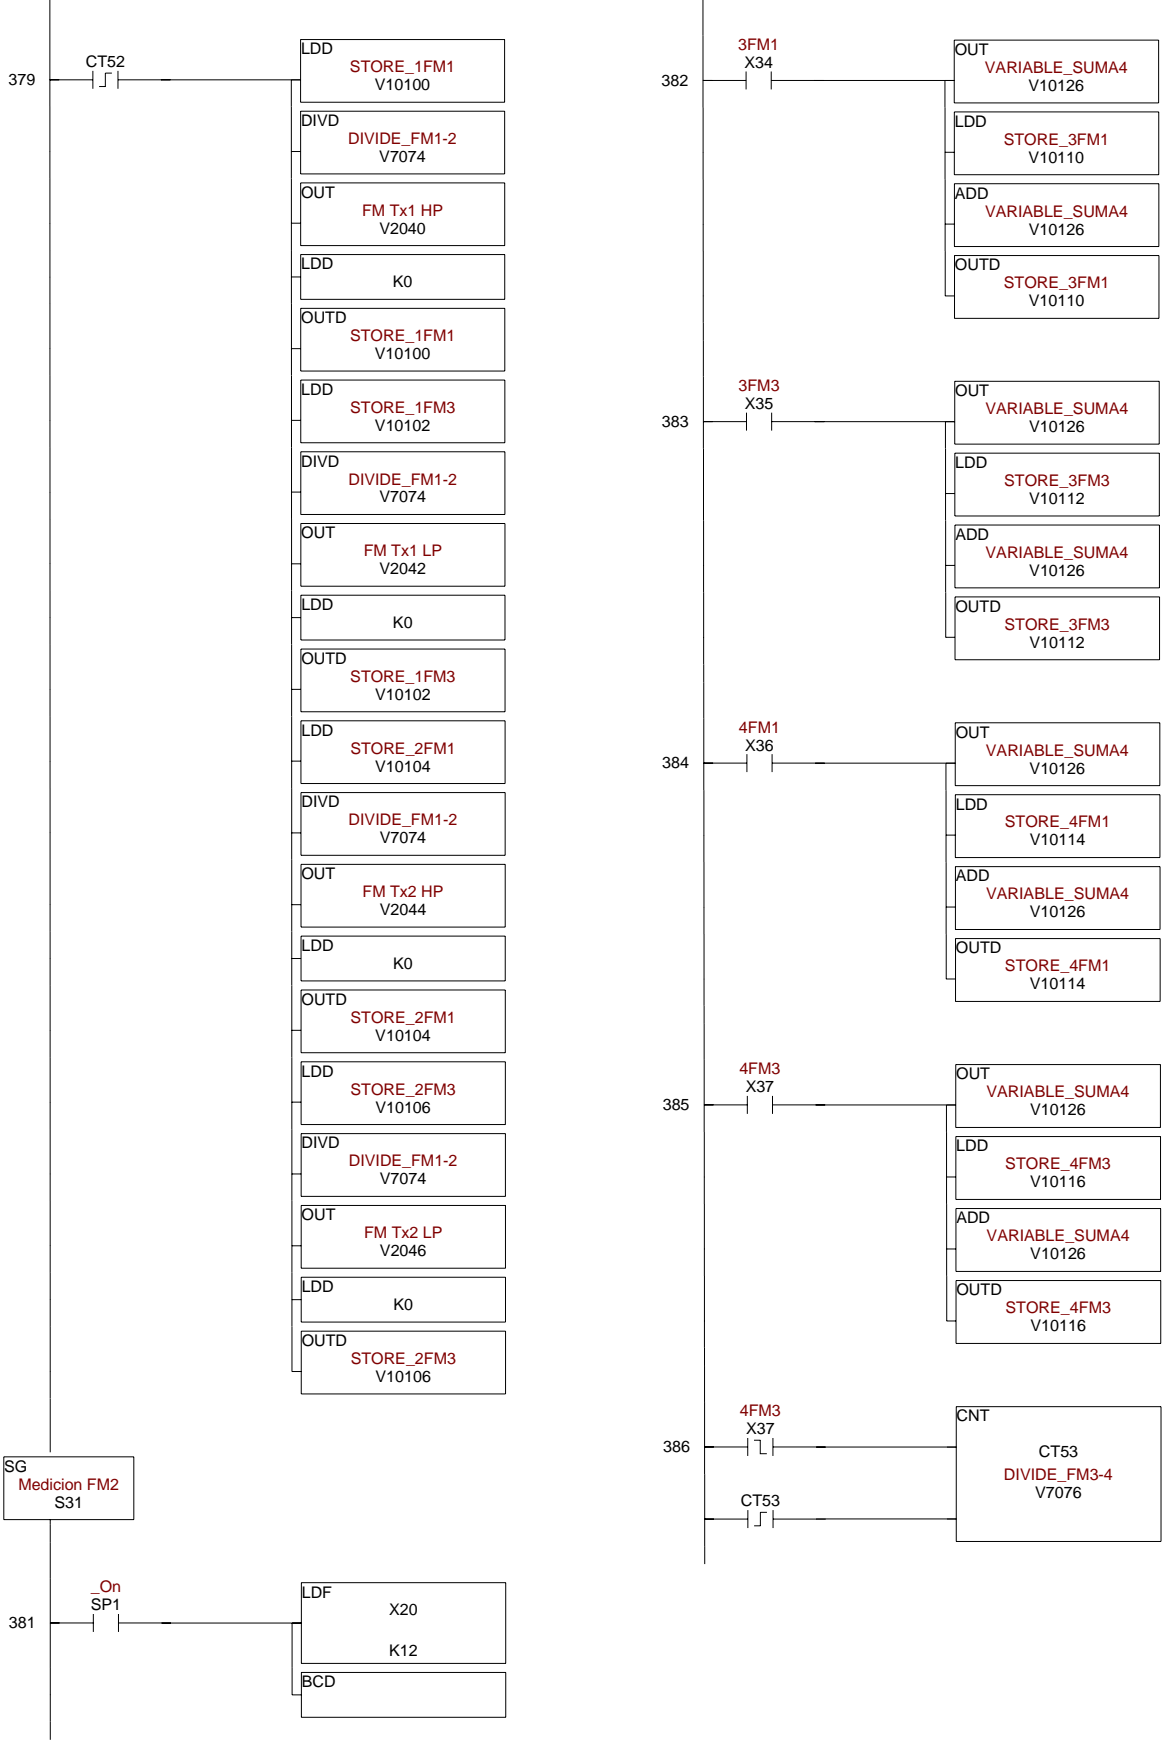 379
CT52
LDD
STORE_1FM1
V10100
DIVD
DIVIDE_FM1-2
V7074
OUT
FM Tx1 HP
V2040
LDD
K0
OUTD
STORE_1FM1
V10100
LDD
STORE_1FM3
V10102
DIVD
DIVIDE_FM1-2
V7074
OUT
FM Tx1 LP
V2042
LDD
K0
OUTD
STORE_1FM3
V10102
LDD
STORE_2FM1
V10104
DIVD
DIVIDE_FM1-2
V7074
OUT
FM Tx2 HP
V2044
LDD
K0
OUTD
STORE_2FM1
V10104
LDD
STORE_2FM3
V10106
DIVD
DIVIDE_FM1-2
V7074
OUT
FM Tx2 LP
V2046
LDD
K0
OUTD
STORE_2FM3
V10106
SG
Medicion FM2
S31
381
_On
SP1
LDF
X20
K12
BCD
382
3FM1
X34
OUT
VARIABLE_SUMA4
V10126
LDD
STORE_3FM1
V10110
ADD
VARIABLE_SUMA4
V10126
OUTD
STORE_3FM1
V10110
383
3FM3
X35
OUT
VARIABLE_SUMA4
V10126
LDD
STORE_3FM3
V10112
ADD
VARIABLE_SUMA4
V10126
OUTD
STORE_3FM3
V10112
384
4FM1
X36
OUT
VARIABLE_SUMA4
V10126
LDD
STORE_4FM1
V10114
ADD
VARIABLE_SUMA4
V10126
OUTD
STORE_4FM1
V10114
385
4FM3
X37
OUT
VARIABLE_SUMA4
V10126
LDD
STORE_4FM3
V10116
ADD
VARIABLE_SUMA4
V10126
OUTD
STORE_4FM3
V10116
386
4FM3
X37
CT53
CNT
CT53
DIVIDE_FM3-4
V7076